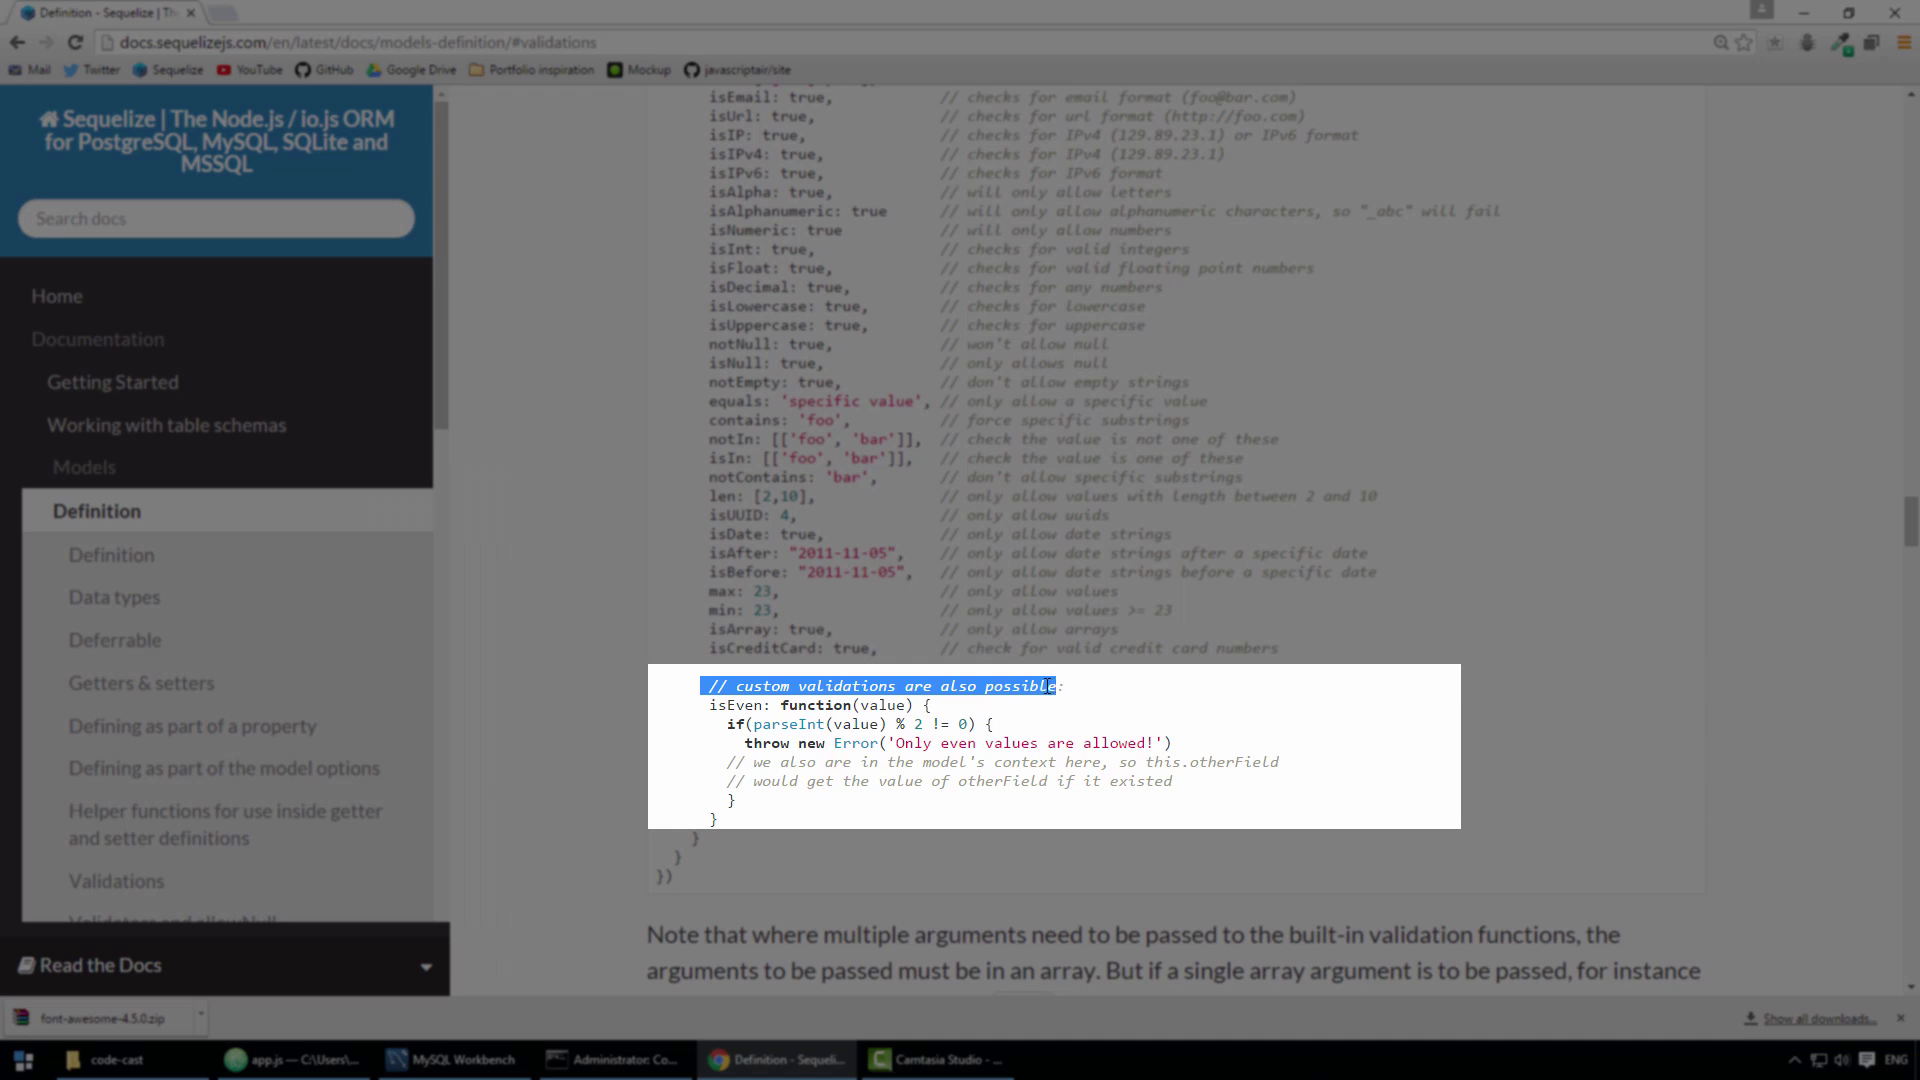 Definition - Sequelize | Th
docs.sequelizejs.com/en/latest/docs/models-definition/#validations
Mail Twitter Sequelize YouTube GitHub Google Drive Portfolio inspiration Mockup javascriptair/site
Sequelize | The Node.js / io.js ORM
for PostgreSQL, MySQL, SQLite and
MSSQL
Search docs
Home
Documentation
Getting Started
Working with table schemas
Models
Definition
Definition
Data types
Deferrable
Getters & setters
Defining as part of a property
Defining as part of the model options
Helper functions for use inside getter
and setter definitions
Validations
Validators and allowNull
Read the Docs
isEmail: true, // checks for email format (foo@bar.com)
isUrl: true, // checks for url format (http://foo.com)
isIP: true, // checks for IPv4 (129.89.23.1) or IPv6 format
isIPv4: true, // checks for IPv4 (129.89.23.1)
isIPv6: true, // checks for IPv6 format
isAlpha: true, // will only allow letters
isAlphanumeric: true // will only allow alphanumeric characters, so "_abc" will fail
isNumeric: true // will only allow numbers
isInt: true, // checks for valid integers
isFloat: true, // checks for valid floating point numbers
isDecimal: true, // checks for any numbers
isLowercase: true, // checks for lowercase
isUppercase: true, // checks for uppercase
notNull: true, // won't allow null
isNull: true, // only allows null
notEmpty: true, // don't allow empty strings
equals: 'specific value', // only allow a specific value
contains: 'foo', // force specific substrings
notIn: [['foo', 'bar']], // check the value is not one of these
isIn: [['foo', 'bar']], // check the value is one of these
notContains: 'bar', // don't allow specific substrings
len: [2,10], // only allow values with length between 2 and 10
isUUID: 4, // only allow uuids
isDate: true, // only allow date strings
isAfter: "2011-11-05", // only allow date strings after a specific date
isBefore: "2011-11-05", // only allow date strings before a specific date
max: 23, // only allow values
min: 23, // only allow values >= 23
isArray: true, // only allow arrays
isCreditCard: true, // check for valid credit card numbers
// custom validations are also possible:
isEven: function(value) {
if(parseInt(value) % 2 != 0) {
throw new Error('Only even values are allowed!')
// we also are in the model's context here, so this.otherField
// would get the value of otherField if it existed
}
}
}
}
})
Note that where multiple arguments need to be passed to the built-in validation functions, the
arguments to be passed must be in an array. But if a single array argument is to be passed, for instance
font-awesome-4.5.0.zip
Show all downloads...
code-cast app.js — C:\Users\... MySQL Workbench Administrator: Co... Definition - Sequeli... Camtasia Studio - ... ENG